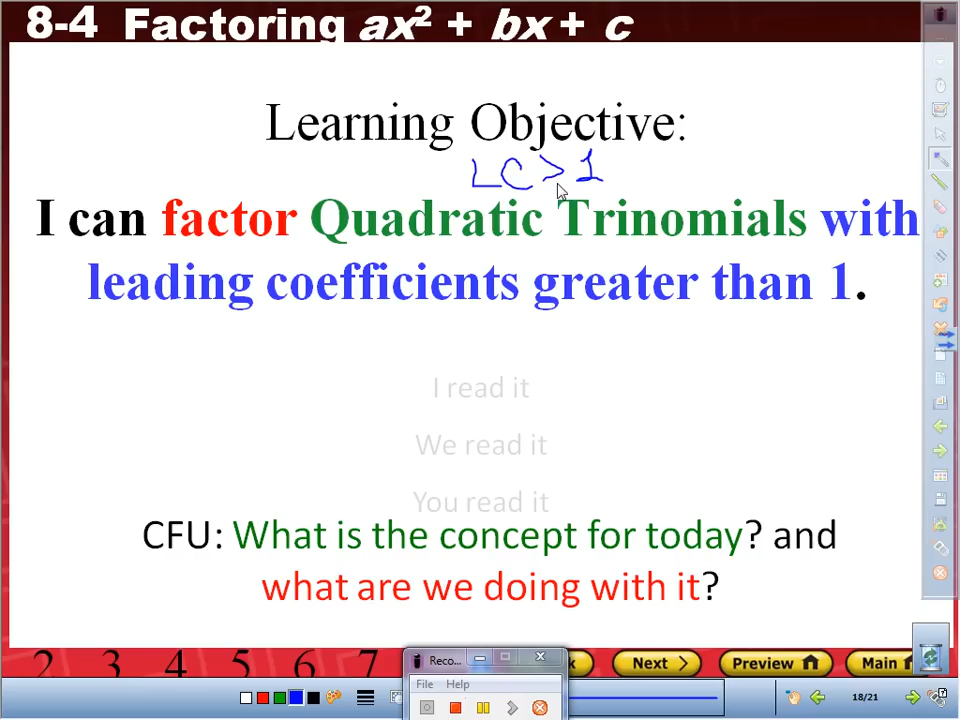 8-4 Factoring ax² + bx + c
Learning Objective:
LC > 1
I can factor Quadratic Trinomials with
leading coefficients greater than 1.
I read it
We read it
You read it
CFU: What is the concept for today? and
what are we doing with it?
2 3 4 5 6 7
Reco...
k
Next >
Preview
Main
File Help
18/21